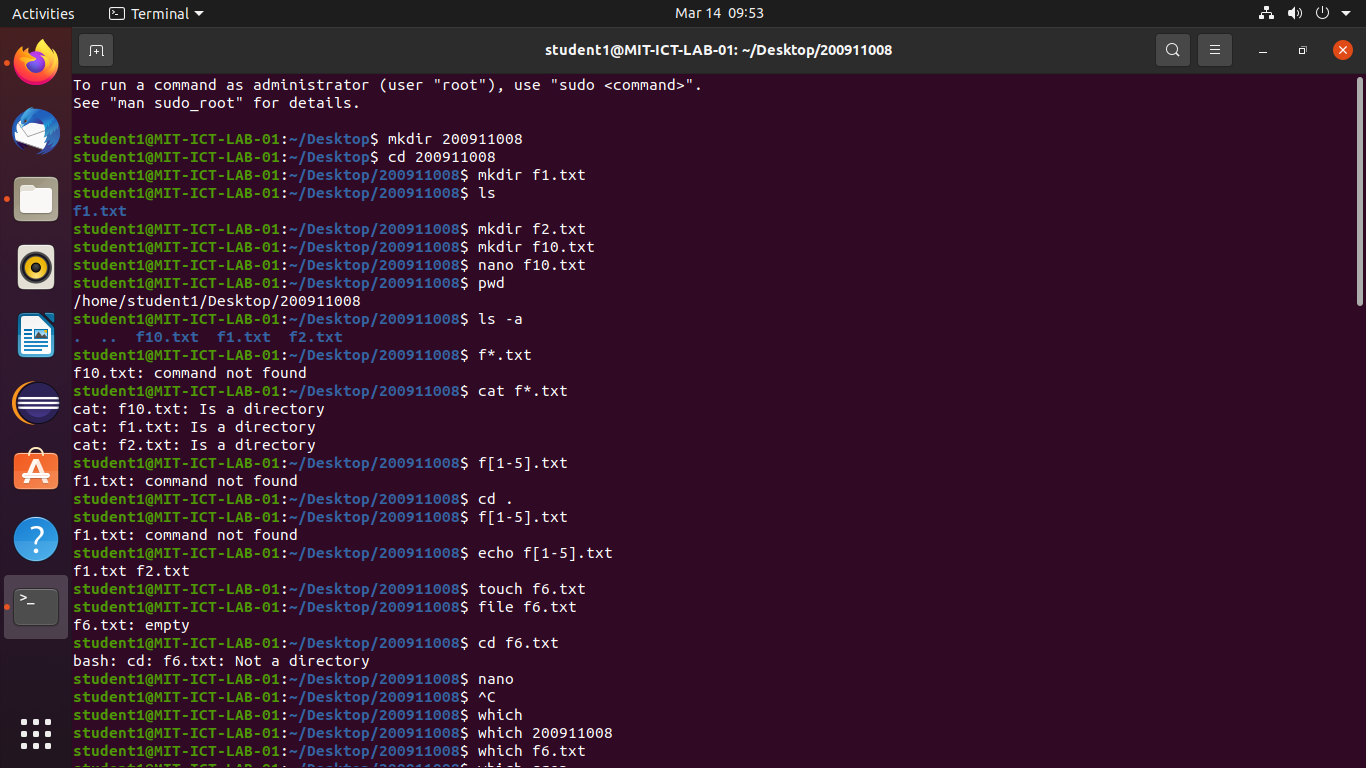 Activities
Terminal
Mar 14 09:53
student1@MIT-ICT-LAB-01: ~/Desktop/200911008
To run a command as administrator (user "root"), use "sudo <command>".
See "man sudo_root" for details.
student1@MIT-ICT-LAB-01:~/Desktop$ mkdir 200911008
student1@MIT-ICT-LAB-01:~/Desktop$ cd 200911008
student1@MIT-ICT-LAB-01:~/Desktop/200911008$ mkdir f1.txt
student1@MIT-ICT-LAB-01:~/Desktop/200911008$ ls
f1.txt
student1@MIT-ICT-LAB-01:~/Desktop/200911008$ mkdir f2.txt
student1@MIT-ICT-LAB-01:~/Desktop/200911008$ mkdir f10.txt
student1@MIT-ICT-LAB-01:~/Desktop/200911008$ nano f10.txt
student1@MIT-ICT-LAB-01:~/Desktop/200911008$ pwd
/home/student1/Desktop/200911008
student1@MIT-ICT-LAB-01:~/Desktop/200911008$ ls -a
.  ..  f10.txt  f1.txt  f2.txt
student1@MIT-ICT-LAB-01:~/Desktop/200911008$ f*.txt
f10.txt: command not found
student1@MIT-ICT-LAB-01:~/Desktop/200911008$ cat f*.txt
cat: f10.txt: Is a directory
cat: f1.txt: Is a directory
cat: f2.txt: Is a directory
student1@MIT-ICT-LAB-01:~/Desktop/200911008$ f[1-5].txt
f1.txt: command not found
student1@MIT-ICT-LAB-01:~/Desktop/200911008$ cd .
student1@MIT-ICT-LAB-01:~/Desktop/200911008$ f[1-5].txt
f1.txt: command not found
student1@MIT-ICT-LAB-01:~/Desktop/200911008$ echo f[1-5].txt
f1.txt f2.txt
student1@MIT-ICT-LAB-01:~/Desktop/200911008$ touch f6.txt
student1@MIT-ICT-LAB-01:~/Desktop/200911008$ file f6.txt
f6.txt: empty
student1@MIT-ICT-LAB-01:~/Desktop/200911008$ cd f6.txt
bash: cd: f6.txt: Not a directory
student1@MIT-ICT-LAB-01:~/Desktop/200911008$ nano
student1@MIT-ICT-LAB-01:~/Desktop/200911008$ ^C
student1@MIT-ICT-LAB-01:~/Desktop/200911008$ which
student1@MIT-ICT-LAB-01:~/Desktop/200911008$ which 200911008
student1@MIT-ICT-LAB-01:~/Desktop/200911008$ which f6.txt